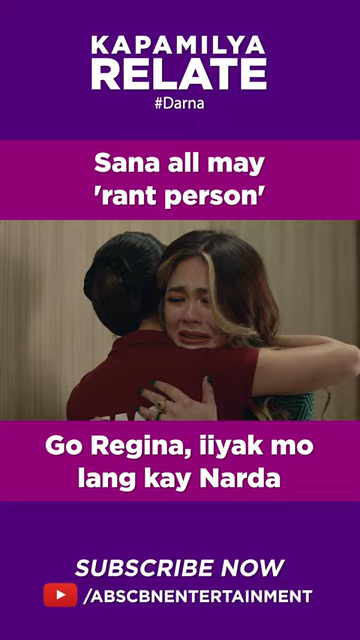 KAPAMILYA
RELATE
#Darna
Sana all may
'rant person'
Go Regina, iiyak mo
lang kay Narda
SUBSCRIBE NOW
/ABSCBNENTERTAINMENT